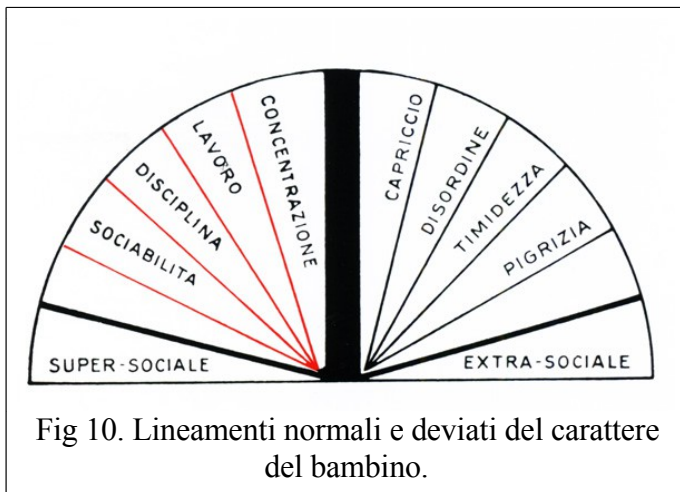 SUPER-SOCIALE
SOCIABILITA
DISCIPLINA
LAVORO
CONCENTRAZIONE
CAPRICCIO
DISORDINE
TIMIDEZZA
PIGRIZIA
EXTRA-SOCIALE
Fig 10. Lineamenti normali e deviati del carattere
del bambino.